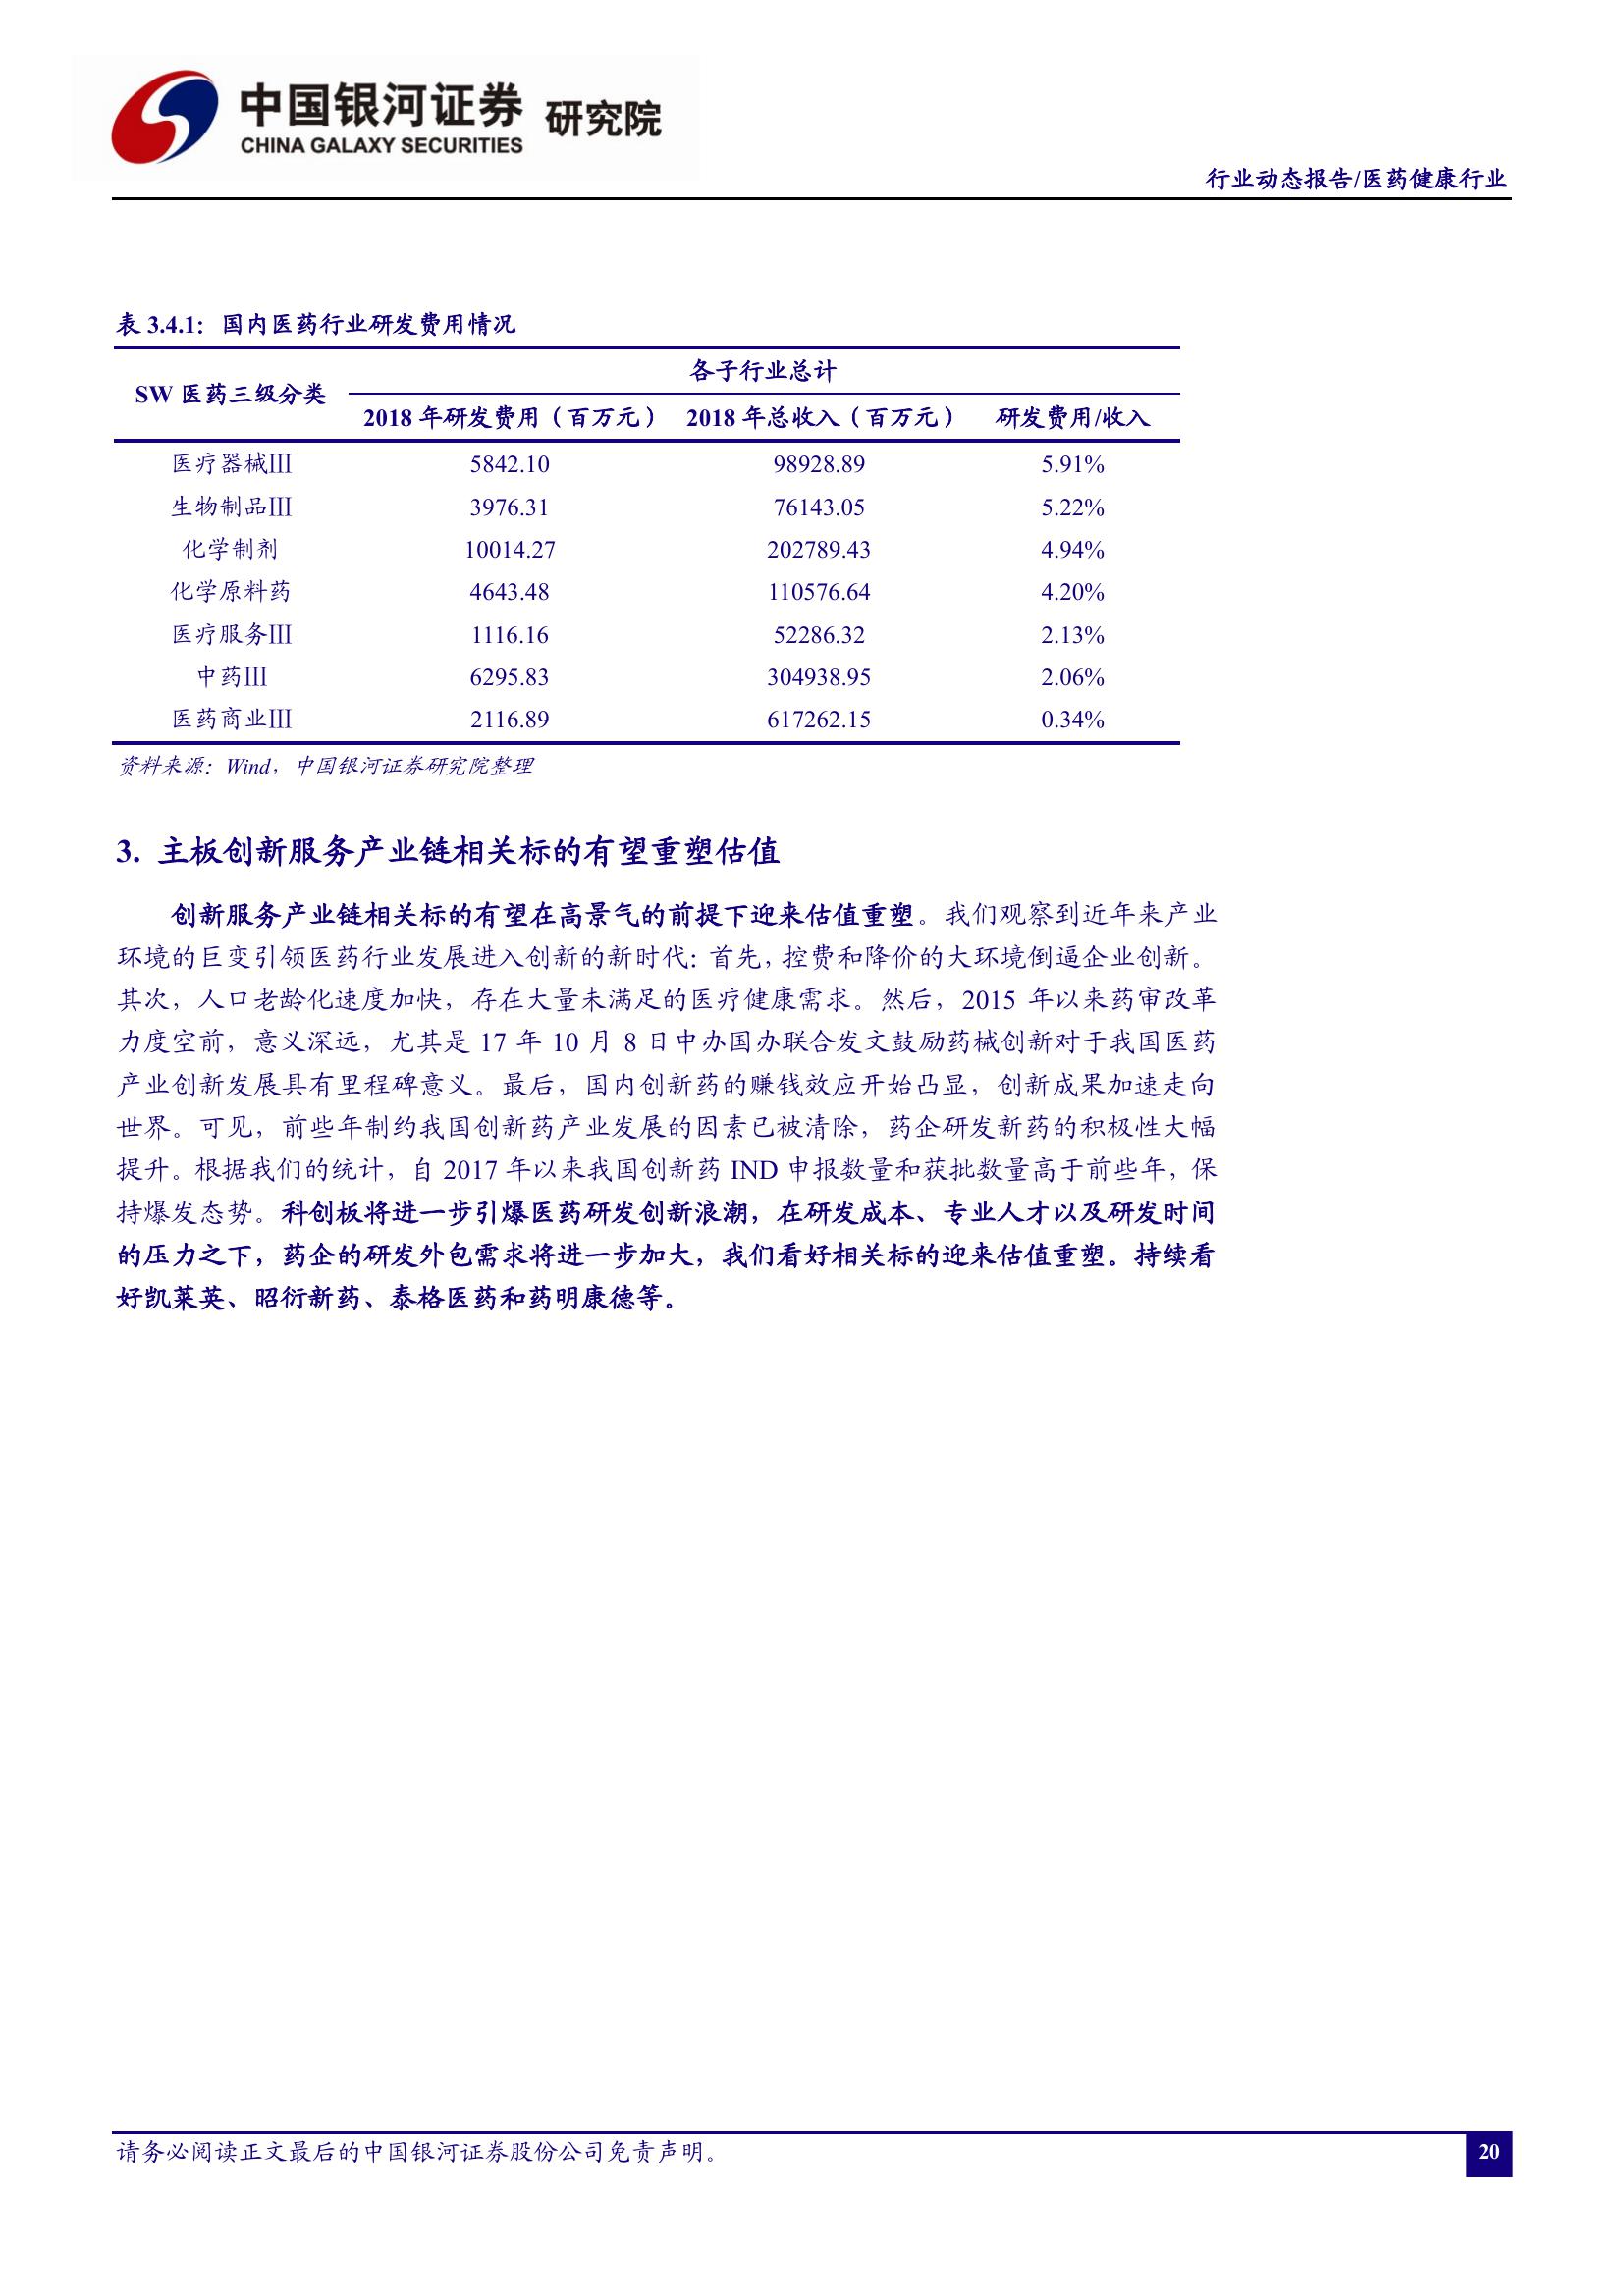 中国银河证券 研究院
CHINA GALAXY SECURITIES
行业动态报告/医药健康行业
表 3.4.1: 国内医药行业研发费用情况
SW 医药三级分类 各子行业总计
2018 年研发费用(百万元) 2018 年总收入(百万元) 研发费用/收入
医疗器械Ⅲ 5842.10 98928.89 5.91%
生物制品Ⅲ 3976.31 76143.05 5.22%
化学制剂 10014.27 202789.43 4.94%
化学原料药 4643.48 110576.64 4.20%
医疗服务Ⅲ 1116.16 52286.32 2.13%
中药Ⅲ 6295.83 304938.95 2.06%
医药商业Ⅲ 2116.89 617262.15 0.34%
资料来源:Wind,中国银河证券研究院整理
3. 主板创新服务产业链相关标的有望重塑估值
创新服务产业链相关标的有望在高景气的前提下迎来估值重塑。我们观察到近年来产业
环境的巨变引领医药行业发展进入创新的新时代:首先,控费和降价的大环境倒逼企业创新。
其次,人口老龄化速度加快,存在大量未满足的医疗健康需求。然后,2015 年以来药审改革
力度空前,意义深远,尤其是 17 年 10 月 8 日中办国办联合发文鼓励药械创新对于我国医药
产业创新发展具有里程碑意义。最后,国内创新药的赚钱效应开始凸显,创新成果加速走向
世界。可见,前些年制约我国创新药产业发展的因素已被清除,药企研发新药的积极性大幅
提升。根据我们的统计,自 2017 年以来我国创新药 IND 申报数量和获批数量高于前些年,保
持爆发态势。科创板将进一步引爆医药研发创新浪潮,在研发成本、专业人才以及研发时间
的压力之下,药企的研发外包需求将进一步加大,我们看好相关标的迎来估值重塑。持续看
好凯莱英、昭衍新药、泰格医药和药明康德等。
请务必阅读正文最后的中国银河证券股份公司免责声明。
20